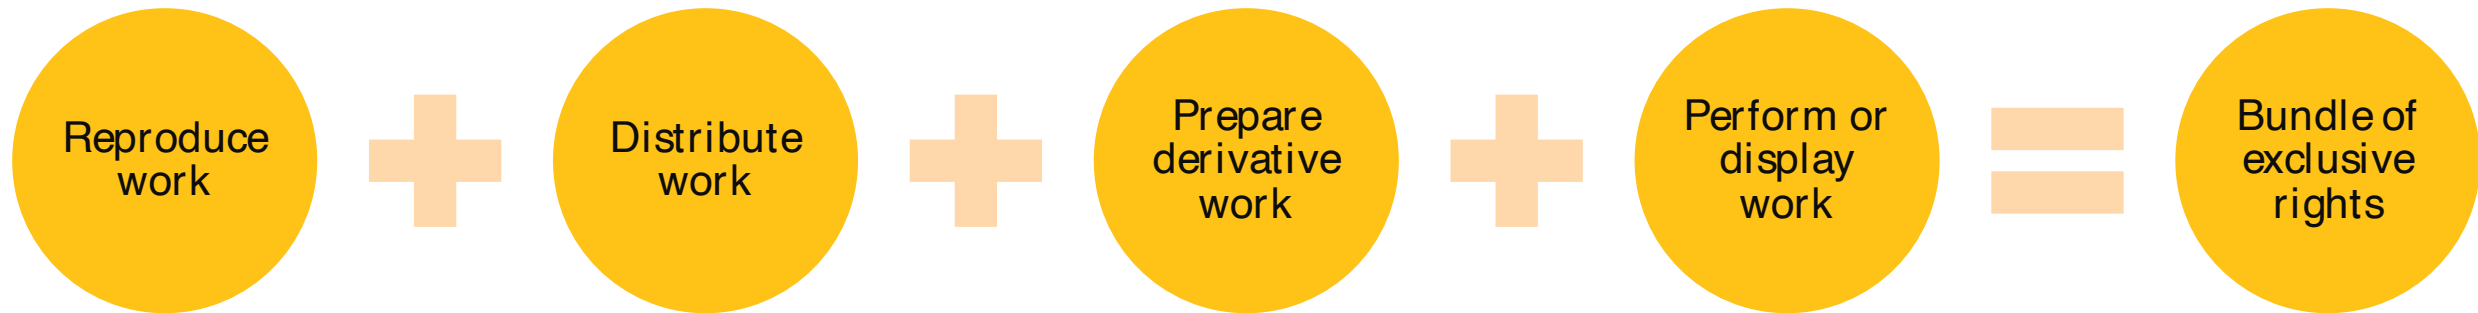 Reproduce
work
Distribute
work
Prepare
derivative
work
Perform or
display
work
Bundle of
exclusive
rights